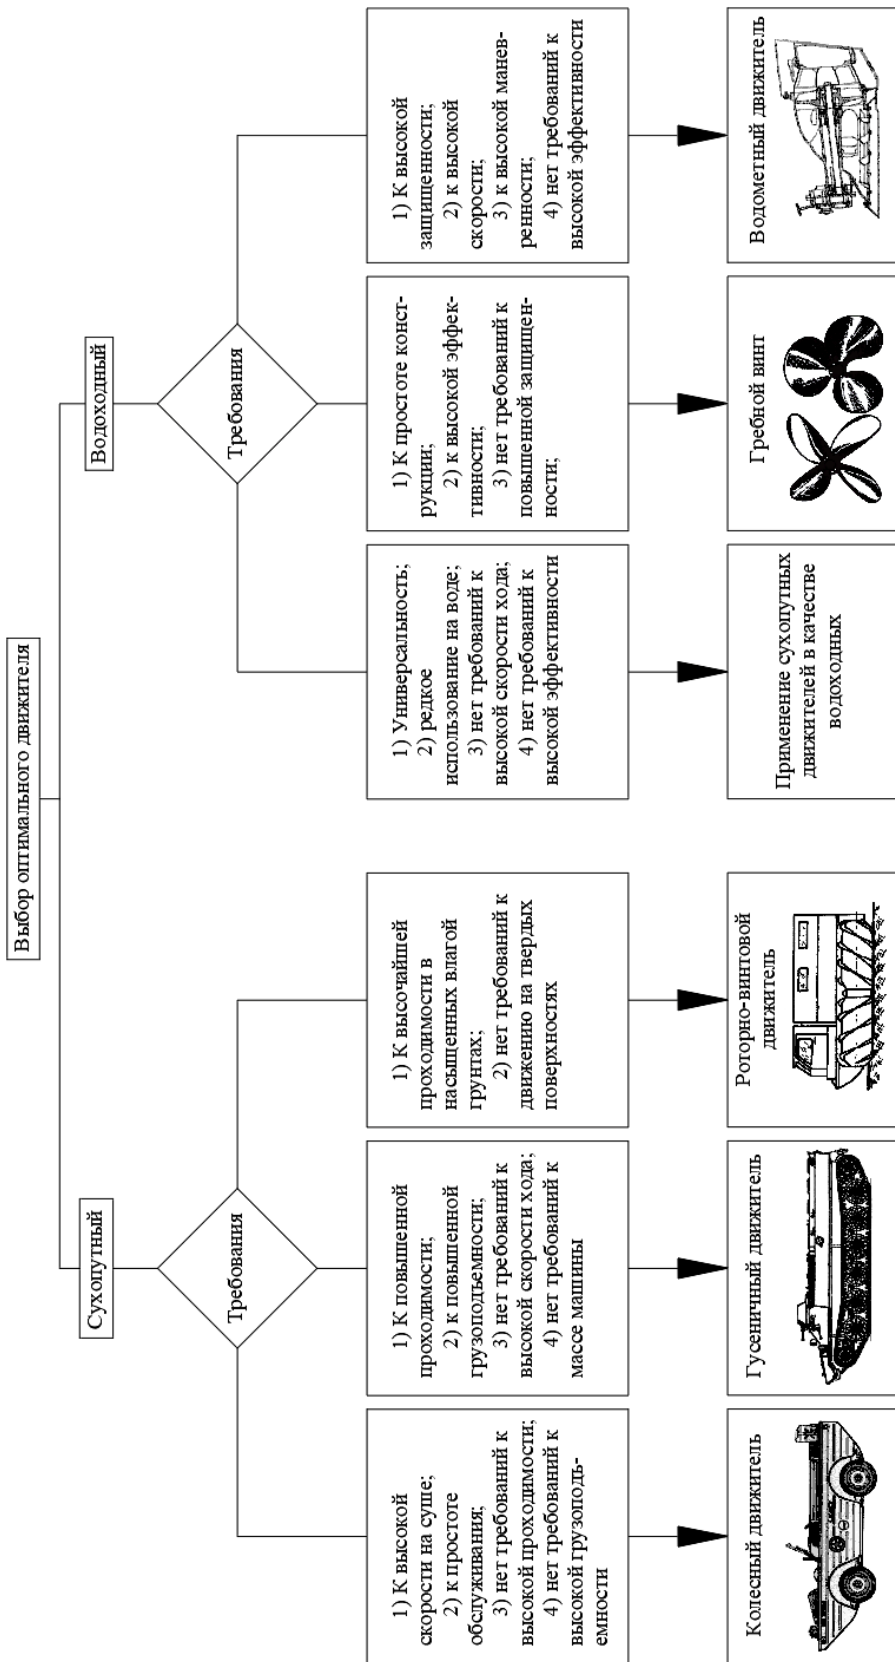 Выбор оптимального движителя
Сухопутный
Водоходный
Требования
Требования
1) К высокой
скорости на суше;
2) к простоте
обслуживания;
3) нет требований к
высокой проходимости;
4) нет требований к
высокой грузоподъ-
емности
1) К повышенной
проходимости;
2) к повышенной
грузоподъемности;
3) нет требований к
высокой скорости хода;
4) нет требований к
массе машины
1) К высочайшей
проходимости в
насыщенных влагой
грунтах;
2) нет требований к
движению на твердых
поверхностях
1) Универсальность;
2) редкое
использование на воде;
3) нет требований к
высокой скорости хода;
4) нет требований к
высокой эффективности
1) К простоте конст-
рукции;
2) к высокой эффек-
тивности;
3) нет требований к
повышенной защищен-
ности;
1) К высокой
защищенности;
2) к высокой
скорости;
3) к высокой манев-
ренности;
4) нет требований к
высокой эффективности
Колесный движитель
Гусеничный движитель
Роторно-винтовой
движитель
Применение сухопутных
движителей в качестве
водоходных
Гребной винт
Водометный движитель